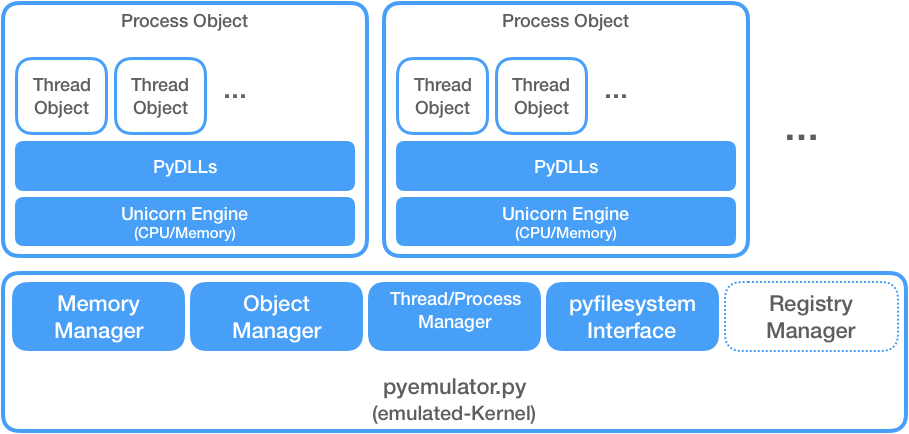 Process Object
Thread
Object
Thread
Object
...
PyDLLs
Unicorn Engine
(CPU/Memory)
Process Object
Thread
Object
Thread
Object
...
PyDLLs
Unicorn Engine
(CPU/Memory)
...
Memory
Manager
Object
Manager
Thread/Process
Manager
pyfilesystem
Interface
Registry
Manager
pyemulator.py
(emulated-Kernel)